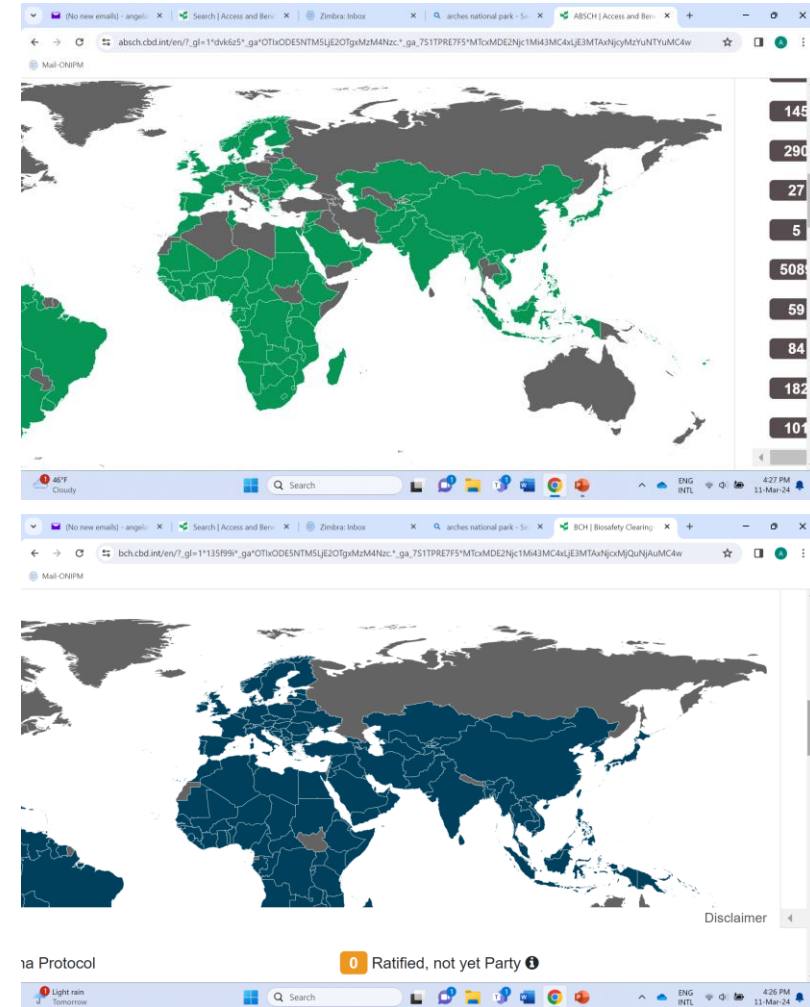 (No new emails) - angel
Search | Access and Ben
Zimbra: Inbox
arches national park - Se
ABSCH | Access and Ben
absch.cbd.int/en/?_gl=1*dvk6z5*_ga*OTIxODE5NTM5LjE2OTgxMzM4Nzc.*_ga_7S1TPRE7F5*MTcxMDE2Njc1Mi43MC4xLjE3MTAxNjcyMzYuNTYuMC4w
Mail-ONIPM
145
290
27
5
5089
59
84
182
101
46°F
Cloudy
Search
ENG
INTL
4:27 PM
11-Mar-24
(No new emails) - angel
Search | Access and Ben
Zimbra: Inbox
arches national park - Se
BCH | Biosafety Clearing
bch.cbd.int/en/?_gl=1*135f99i*_ga*OTIxODE5NTM5LjE2OTgxMzM4Nzc.*_ga_7S1TPRE7F5*MTcxMDE2Njc1Mi43MC4xLjE3MTAxNjcxMjQuNjAuMC4w
Mail-ONIPM
Disclaimer
na Protocol
0 Ratified, not yet Party
Light rain
Tomorrow
Search
ENG
INTL
4:26 PM
11-Mar-24